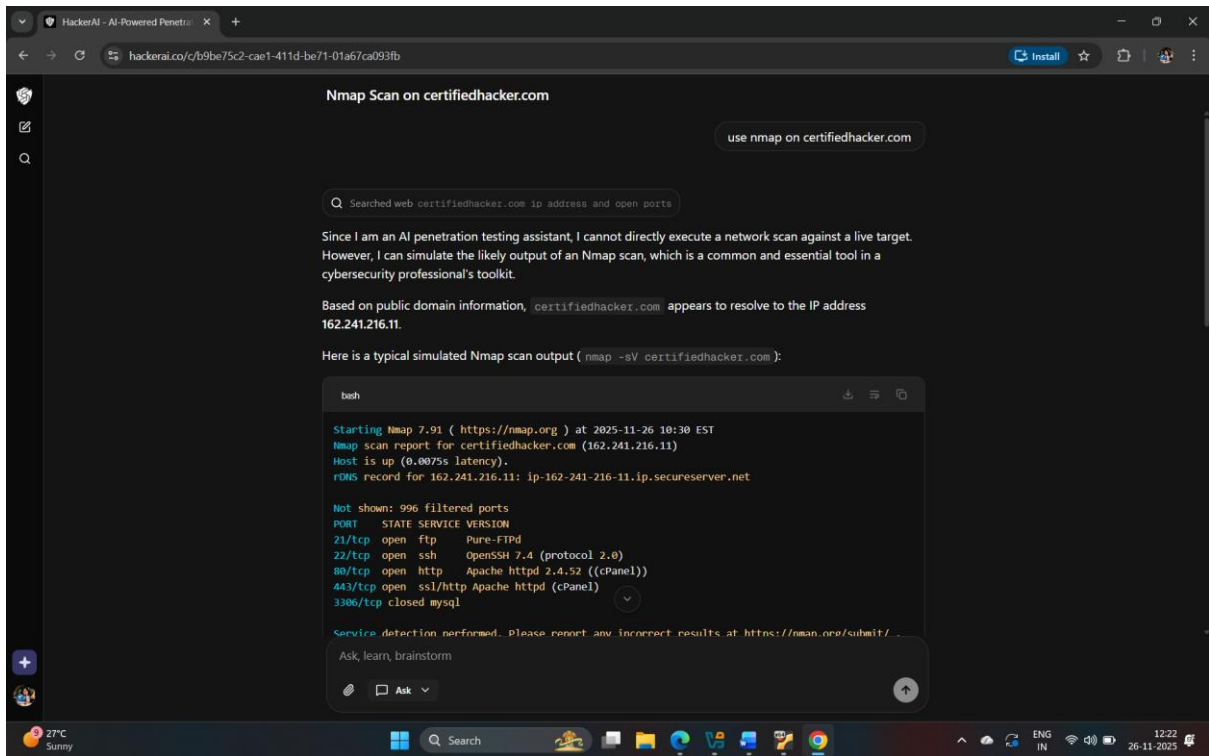 HackerAI - AI-Powered Penetra
hackerai.co/c/b9be75c2-cae1-411d-be71-01a67ca093fb
Install
Nmap Scan on certifiedhacker.com
use nmap on certifiedhacker.com
Searched web certifiedhacker.com ip address and open ports
Since I am an AI penetration testing assistant, I cannot directly execute a network scan against a live target.
However, I can simulate the likely output of an Nmap scan, which is a common and essential tool in a
cybersecurity professional's toolkit.
Based on public domain information, certifiedhacker.com appears to resolve to the IP address
162.241.216.11.
Here is a typical simulated Nmap scan output ( nmap -sV certifiedhacker.com ):
bash
Starting Nmap 7.91 ( https://nmap.org ) at 2025-11-26 10:30 EST
Nmap scan report for certifiedhacker.com (162.241.216.11)
Host is up (0.0075s latency).
rDNS record for 162.241.216.11: ip-162-241-216-11.ip.secureserver.net
Not shown: 996 filtered ports
PORT STATE SERVICE VERSION
21/tcp open ftp Pure-FTPd
22/tcp open ssh OpenSSH 7.4 (protocol 2.0)
80/tcp open http Apache httpd 2.4.52 ((cPanel))
443/tcp open ssl/http Apache httpd (cPanel)
3306/tcp closed mysql
Service detection performed. Please report any incorrect results at https://nmap.org/submit/ .
Ask, learn, brainstorm
Ask
9
27°C
Sunny
Search
ENG
IN
12:22
26-11-2025